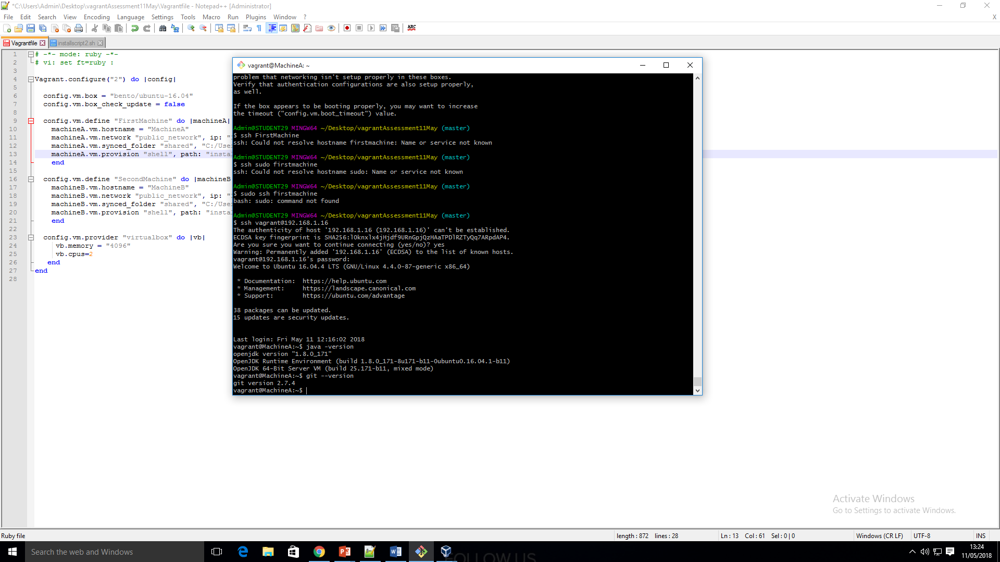 *C:\Users\Admin\Desktop\vagrantAssessment11May\Vagrantfile - Notepad++ [Administrator]
File Edit Search View Encoding Language Settings Tools Macro Run Plugins Window ? X
Vagrantfile installscript2.sh
1 # -*- mode: ruby -*-
2 # vi: set ft=ruby :
3
4 Vagrant.configure("2") do |config|
5
6 config.vm.box = "bento/ubuntu-16.04"
7 config.vm.box_check_update = false
8
9 config.vm.define "FirstMachine" do |machineA|
10 machineA.vm.hostname = "MachineA"
11 machineA.vm.network "public_network", ip: "
12 machineA.vm.synced_folder "shared", "C:/Use
13 machineA.vm.provision "shell", path: "insta
14 end
15
16 config.vm.define "SecondMachine" do |machineB
17 machineB.vm.hostname = "MachineB"
18 machineB.vm.network "public_network", ip: "
19 machineB.vm.synced_folder "shared", "C:/Use
20 machineB.vm.provision "shell", path: "insta
21 end
22
23 config.vm.provider "virtualbox" do |vb|
24 vb.memory = "4096"
25 vb.cpus=2
26 end
27 end
28
vagrant@MachineA: ~
problem that networking isn't setup properly in these boxes.
Verify that authentication configurations are also setup properly,
as well.
If the box appears to be booting properly, you may want to increase
the timeout ("config.vm.boot_timeout") value.
Admin@STUDENT29 MINGW64 ~/Desktop/vagrantAssessment11May (master)
$ ssh FirstMachine
ssh: Could not resolve hostname firstmachine: Name or service not known
Admin@STUDENT29 MINGW64 ~/Desktop/vagrantAssessment11May (master)
$ ssh sudo firstmachine
ssh: Could not resolve hostname sudo: Name or service not known
Admin@STUDENT29 MINGW64 ~/Desktop/vagrantAssessment11May (master)
$ sudo ssh firstmachine
bash: sudo: command not found
Admin@STUDENT29 MINGW64 ~/Desktop/vagrantAssessment11May (master)
$ ssh vagrant@192.168.1.16
The authenticity of host '192.168.1.16 (192.168.1.16)' can't be established.
ECDSA key fingerprint is SHA256:lOknxlx4jHjdf9URnGpjQzHAaTPDlRZTyQq7ARpdAP4.
Are you sure you want to continue connecting (yes/no)? yes
Warning: Permanently added '192.168.1.16' (ECDSA) to the list of known hosts.
vagrant@192.168.1.16's password:
Welcome to Ubuntu 16.04.4 LTS (GNU/Linux 4.4.0-87-generic x86_64)
* Documentation: https://help.ubuntu.com
* Management: https://landscape.canonical.com
* Support: https://ubuntu.com/advantage
38 packages can be updated.
15 updates are security updates.
Last login: Fri May 11 12:16:02 2018
vagrant@MachineA:~$ java -version
openjdk version "1.8.0_171"
OpenJDK Runtime Environment (build 1.8.0_171-8u171-b11-0ubuntu0.16.04.1-b11)
OpenJDK 64-Bit Server VM (build 25.171-b11, mixed mode)
vagrant@MachineA:~$ git --version
git version 2.7.4
vagrant@MachineA:~$
Activate Windows
Go to Settings to activate Windows.
Ruby file length : 872 lines : 28 Ln : 13 Col : 61 Sel : 0 | 0 Windows (CR LF) UTF-8 INS
Search the web and Windows
FOLLOW US
13:24
11/05/2018